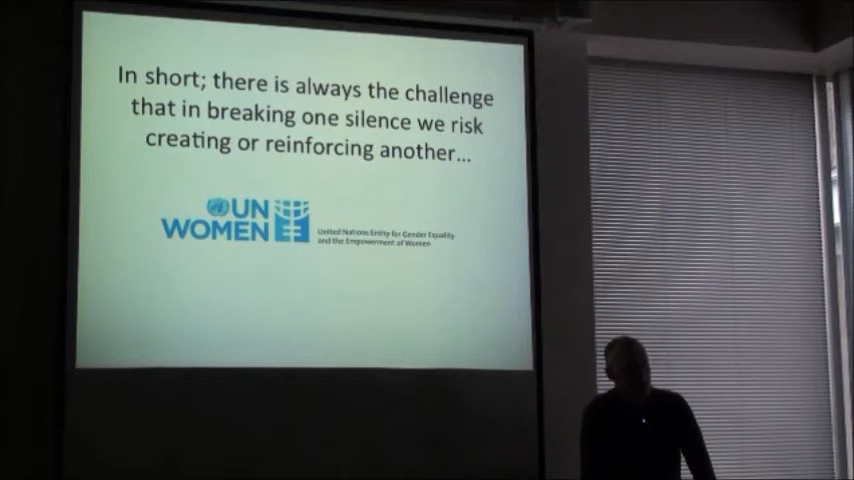 In short; there is always the challenge
that in breaking one silence we risk
creating or reinforcing another...
UN
WOMEN
United Nations Entity for Gender Equality
and the Empowerment of Women